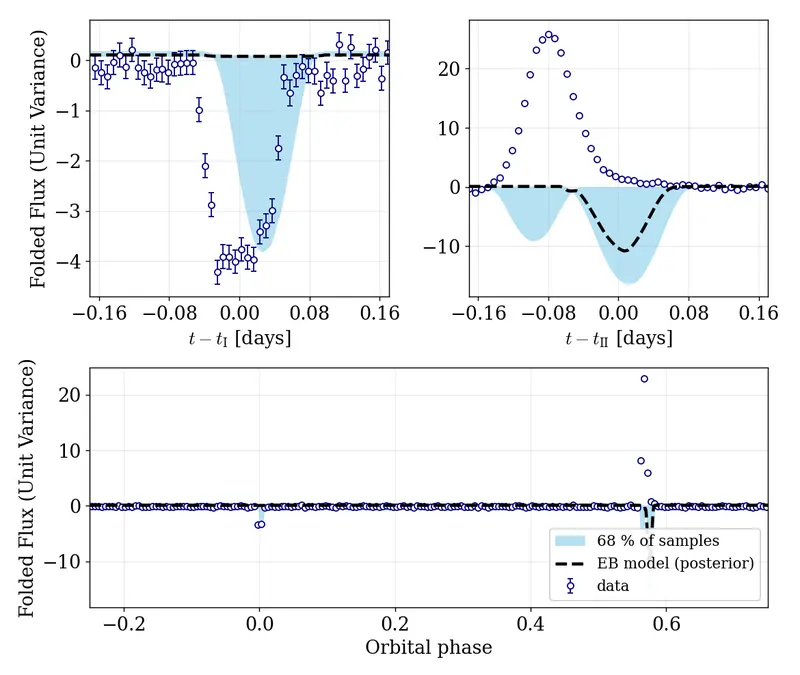 Folded Flux (Unit Variance)
0
−1
−2
−3
−4
−0.16 −0.08 0.00 0.08 0.16
t − t_I [days]
20
10
0
−10
−0.16 −0.08 0.00 0.08 0.16
t − t_II [days]
Folded Flux (Unit Variance)
20
10
0
−10
−0.2 0.0 0.2 0.4 0.6
Orbital phase
68 % of samples
EB model (posterior)
data